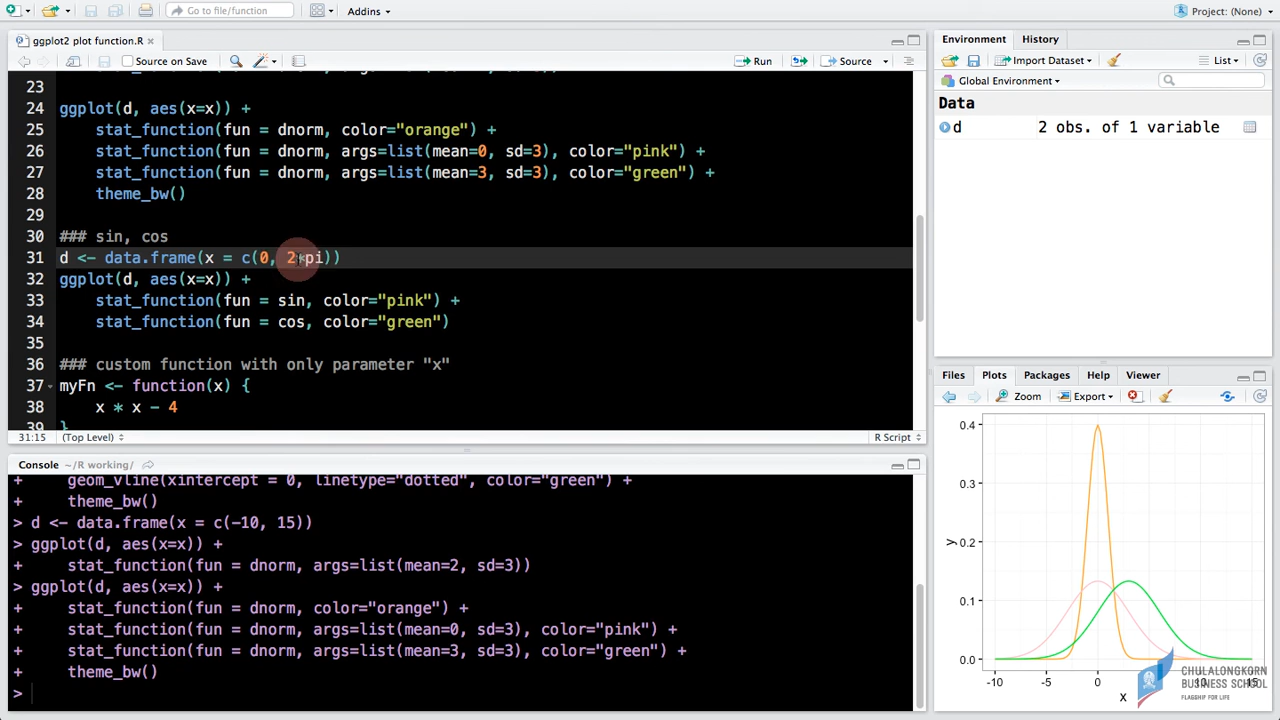 Go to file/function
Addins
Project: (None)
ggplot2 plot function.R
Source on Save
Run
Source
23
24 ggplot(d, aes(x=x)) +
25 stat_function(fun = dnorm, color="orange") +
26 stat_function(fun = dnorm, args=list(mean=0, sd=3), color="pink") +
27 stat_function(fun = dnorm, args=list(mean=3, sd=3), color="green") +
28 theme_bw()
29
30 ### sin, cos
31 d <- data.frame(x = c(0, 2*pi))
32 ggplot(d, aes(x=x)) +
33 stat_function(fun = sin, color="pink") +
34 stat_function(fun = cos, color="green")
35
36 ### custom function with only parameter "x"
37 myFn <- function(x) {
38 x * x - 4
39 }
31:15 (Top Level) R Script
Console ~/R working/
+ geom_vline(xintercept = 0, linetype="dotted", color="green") +
+ theme_bw()
> d <- data.frame(x = c(-10, 15))
> ggplot(d, aes(x=x)) +
+ stat_function(fun = dnorm, args=list(mean=2, sd=3))
> ggplot(d, aes(x=x)) +
+ stat_function(fun = dnorm, color="orange") +
+ stat_function(fun = dnorm, args=list(mean=0, sd=3), color="pink") +
+ stat_function(fun = dnorm, args=list(mean=3, sd=3), color="green") +
+ theme_bw()
>
Environment History
Import Dataset List
Global Environment
Data
d 2 obs. of 1 variable
Files Plots Packages Help Viewer
Zoom Export
0.4
0.3
0.2
0.1
0.0
y
-10 -5 0 5 10 15
x
CHULALONGKORN
BUSINESS SCHOOL
FLAGSHIP FOR LIFE